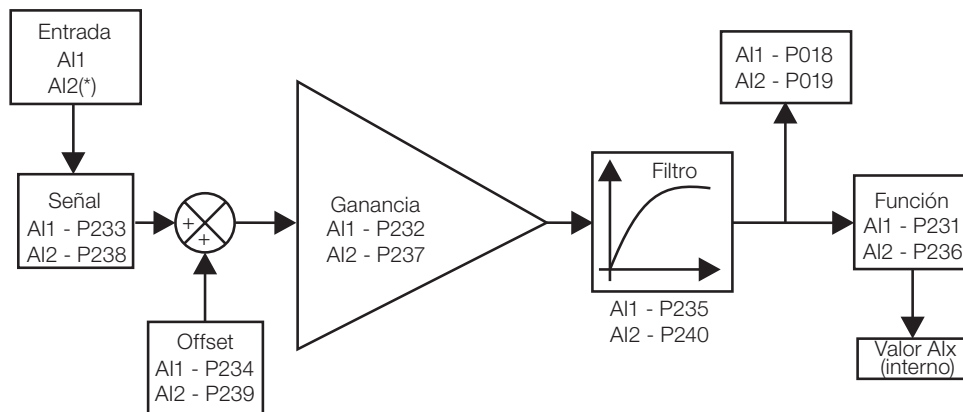 Entrada
AI1
AI2(*)
Señal
AI1 - P233
AI2 - P238
+
+
Offset
AI1 - P234
AI2 - P239
Ganancia
AI1 - P232
AI2 - P237
Filtro
AI1 - P235
AI2 - P240
AI1 - P018
AI2 - P019
Función
AI1 - P231
AI2 - P236
Valor AIx
(interno)